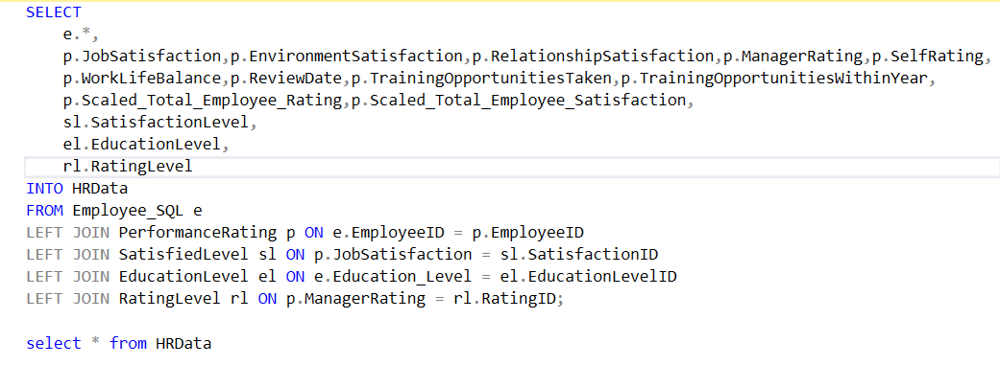 SELECT
e.*,
p.JobSatisfaction,p.EnvironmentSatisfaction,p.RelationshipSatisfaction,p.ManagerRating,p.SelfRating,
p.WorkLifeBalance,p.ReviewDate,p.TrainingOpportunitiesTaken,p.TrainingOpportunitiesWithinYear,
p.Scaled_Total_Employee_Rating,p.Scaled_Total_Employee_Satisfaction,
sl.SatisfactionLevel,
el.EducationLevel,
rl.RatingLevel
INTO HRData
FROM Employee_SQL e
LEFT JOIN PerformanceRating p ON e.EmployeeID = p.EmployeeID
LEFT JOIN SatisfiedLevel sl ON p.JobSatisfaction = sl.SatisfactionID
LEFT JOIN EducationLevel el ON e.Education_Level = el.EducationLevelID
LEFT JOIN RatingLevel rl ON p.ManagerRating = rl.RatingID;
select * from HRData